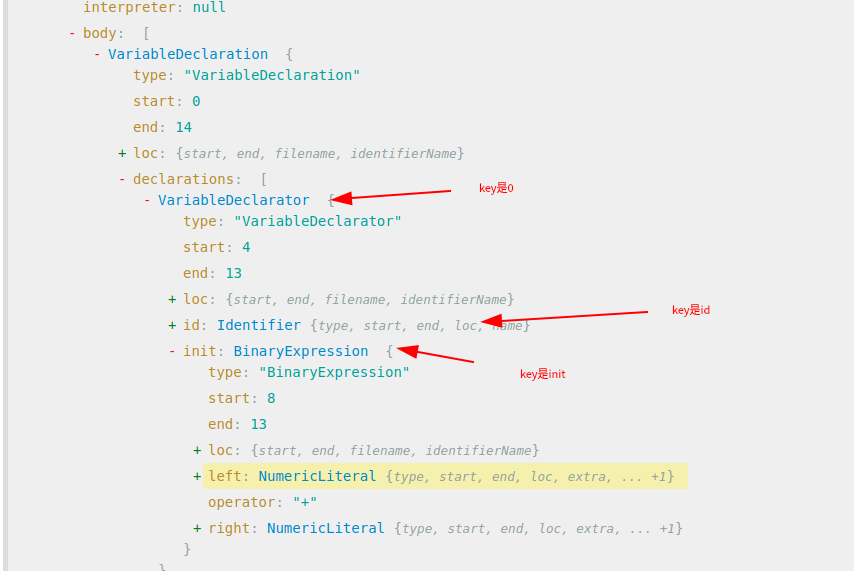 interpreter: null
- body: [
- VariableDeclaration {
type: "VariableDeclaration"
start: 0
end: 14
+ loc: {start, end, filename, identifierName}
- declarations: [
key是0
- VariableDeclarator {
type: "VariableDeclarator"
start: 4
end: 13
+ loc: {start, end, filename, identifierName}
key是id
+ id: Identifier {type, start, end, loc, name}
- init: BinaryExpression {
key是init
type: "BinaryExpression"
start: 8
end: 13
+ loc: {start, end, filename, identifierName}
+ left: NumericLiteral {type, start, end, loc, extra, ... +1}
operator: "+"
+ right: NumericLiteral {type, start, end, loc, extra, ... +1}
}
}